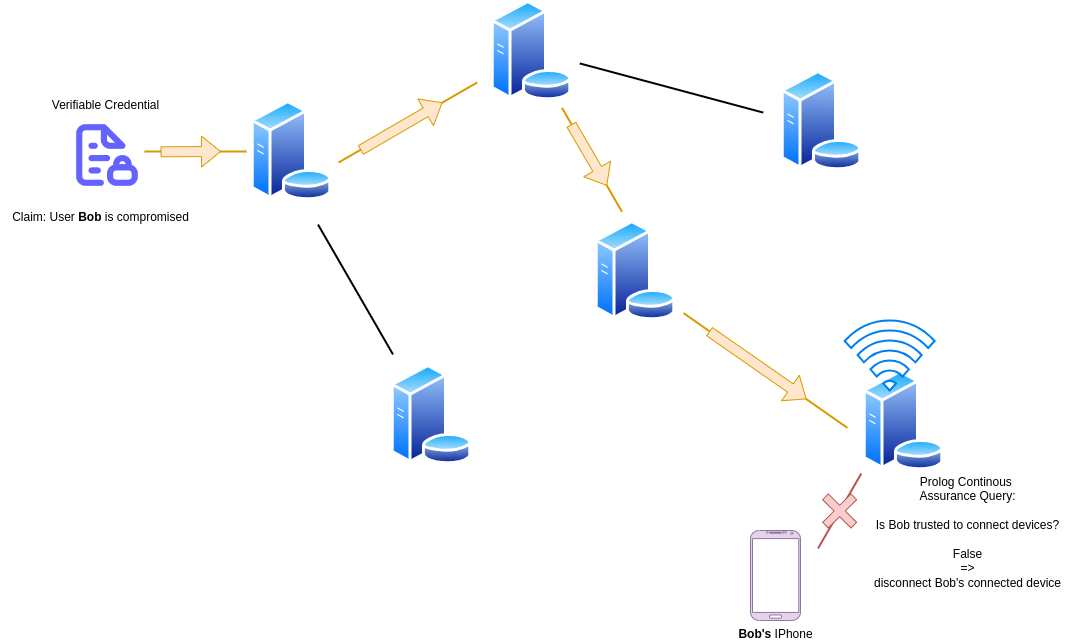 Verifiable Credential
Claim: User Bob is compromised
Prolog Continous
Assurance Query:
Is Bob trusted to connect devices?
False
=>
disconnect Bob's connected device
Bob's IPhone